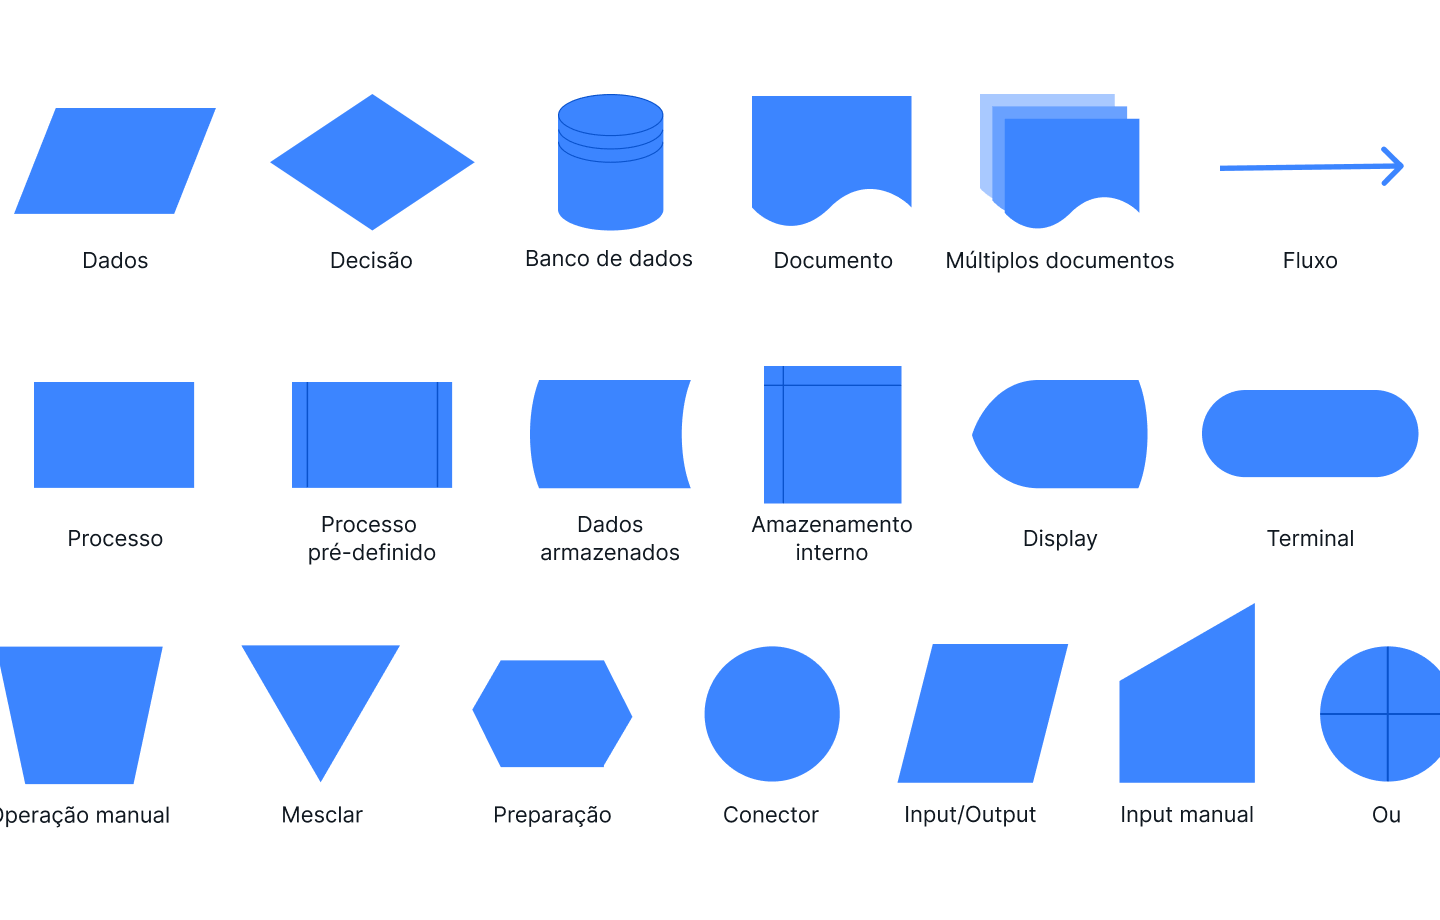 Dados
Decisão
Banco de dados
Documento
Múltiplos documentos
Fluxo
Processo
Processo
pré-definido
Dados
armazenados
Amazenamento
interno
Display
Terminal
Operação manual
Mesclar
Preparação
Conector
Input/Output
Input manual
Ou